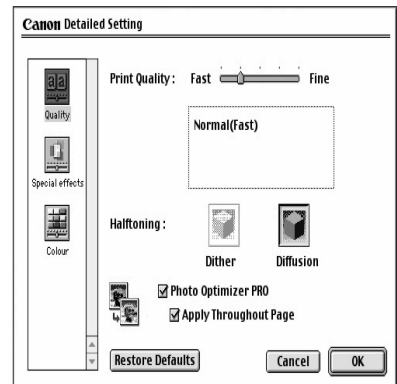 Canon Detailed Setting
aa
Quality
Special effects
Colour
Print Quality : Fast Fine
Normal(Fast)
Halftoning :
Dither Diffusion
Photo Optimizer PRO
Apply Throughout Page
Restore Defaults Cancel OK